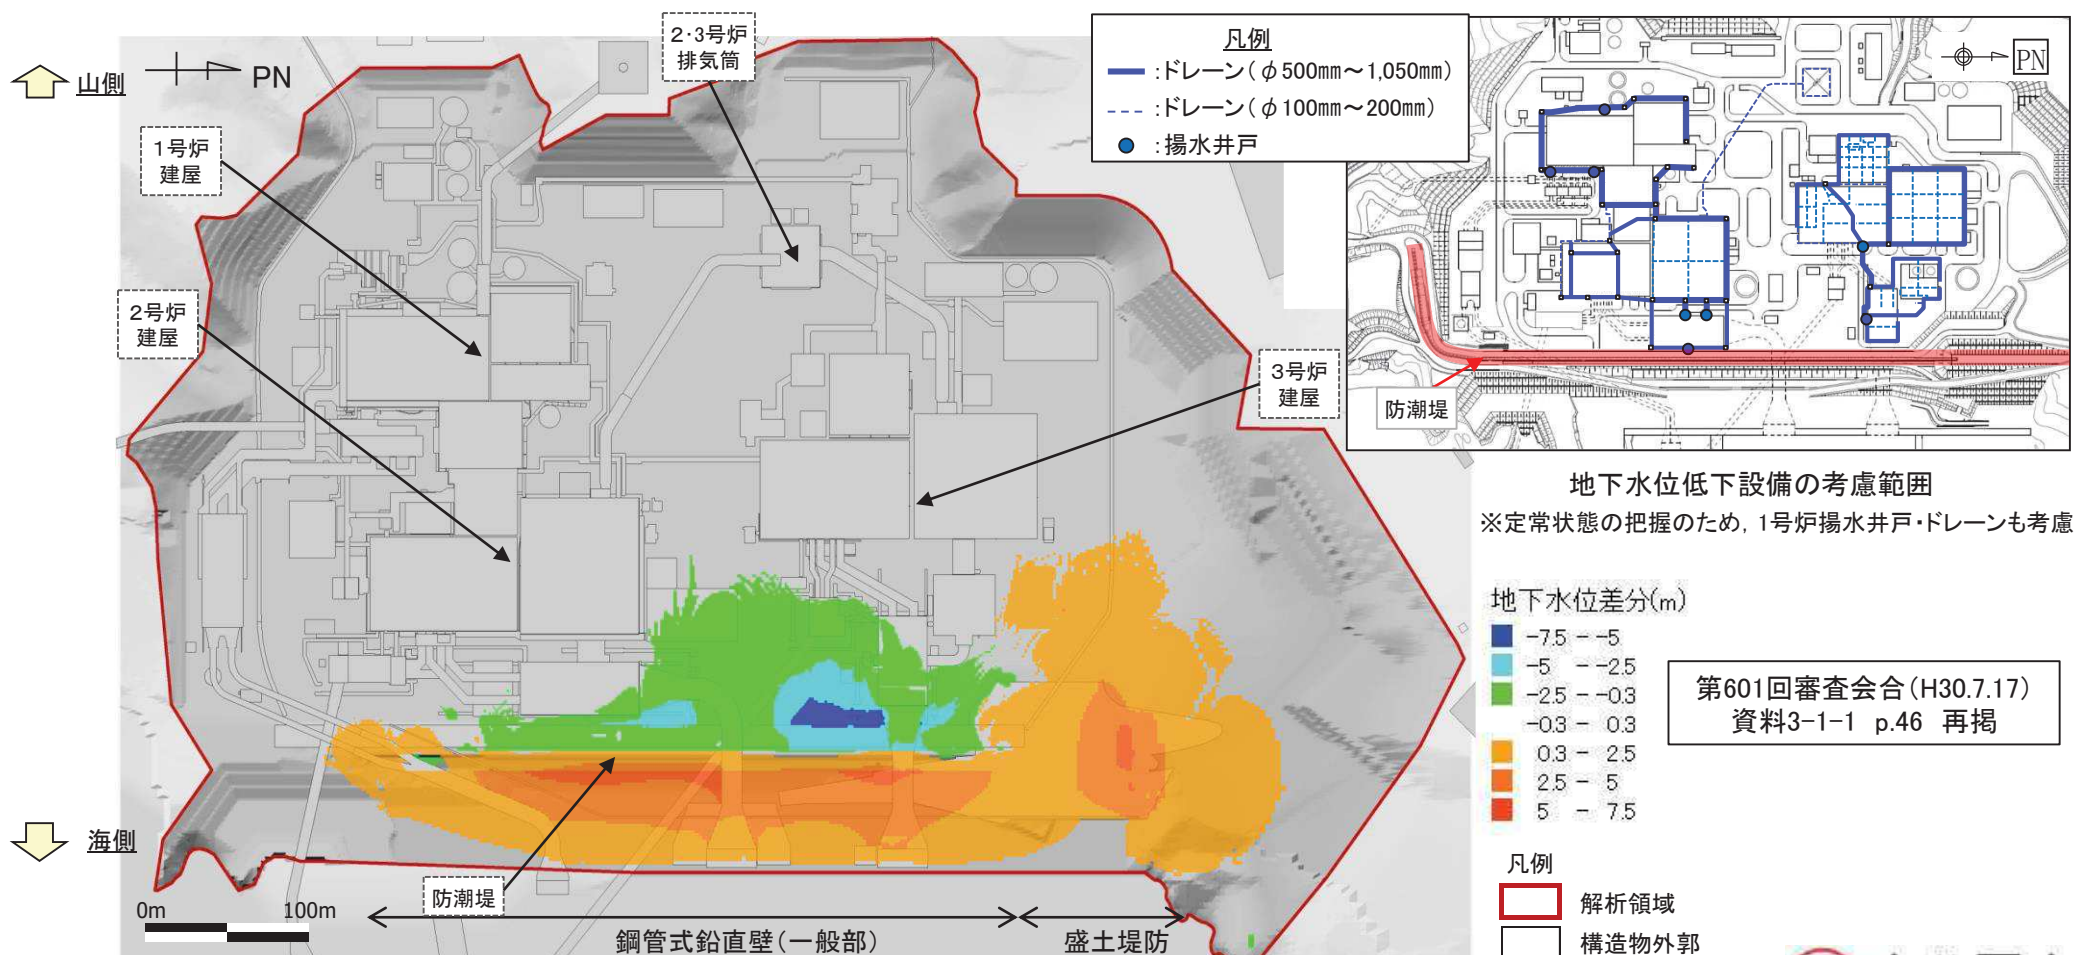 山側
PN
1号炉
建屋
2号炉
建屋
2・3号炉
排気筒
3号炉
建屋
防潮堤
海側
0m
100m
鋼管式鉛直壁(一般部)
盛土堤防
凡例
:ドレーン(φ500㎜～1,050㎜)
:ドレーン(φ100㎜～200㎜)
:揚水井戸
PN
防潮堤
地下水位低下設備の考慮範囲
※定常状態の把握のため, 1号炉揚水井戸・ドレーンも考慮
地下水位差分(m)
-7.5 - -5
-5 - -2.5
-2.5 - -0.3
-0.3 - 0.3
0.3 - 2.5
2.5 - 5
5 - 7.5
第601回審査会合(H30.7.17)
資料3-1-1 p.46 再掲
凡例
解析領域
構造物外郭